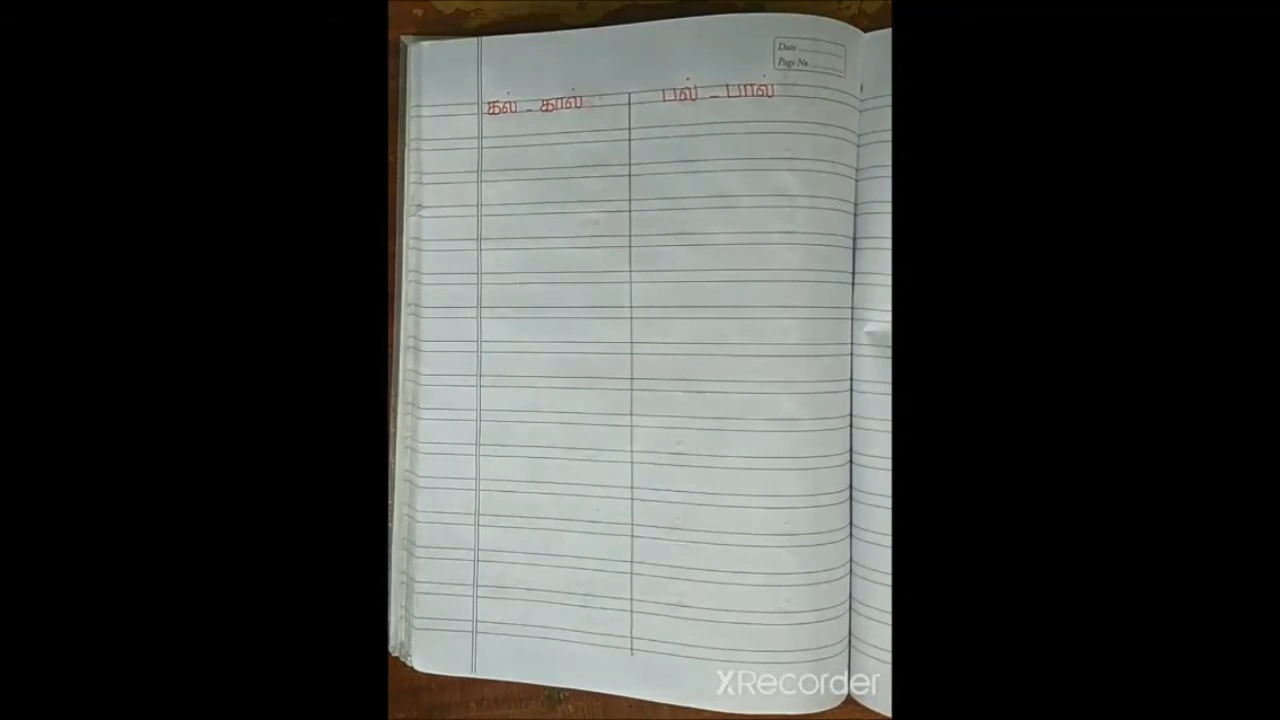 Date
Page No.
கல் - கால் பல் - பால்
XRecorder